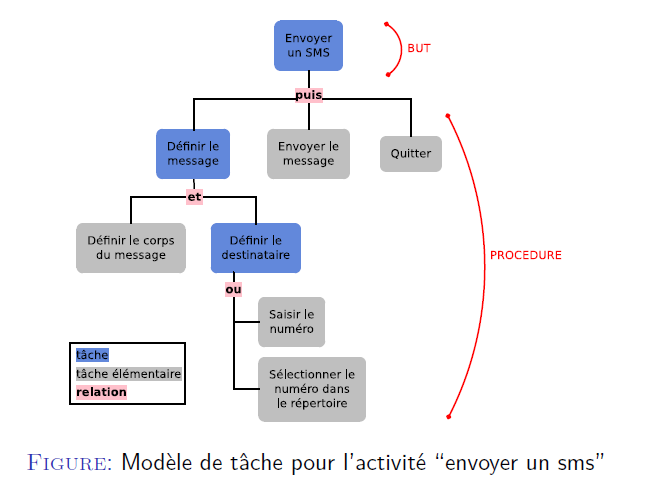 Envoyer
un SMS
BUT
puis
Définir le
message
Envoyer le
message
Quitter
et
Définir le corps
du message
Définir le
destinataire
PROCEDURE
ou
Saisir le
numéro
Sélectionner le
numéro dans
le répertoire
tâche
tâche élémentaire
relation
Figure: Modèle de tâche pour l'activité “envoyer un sms”